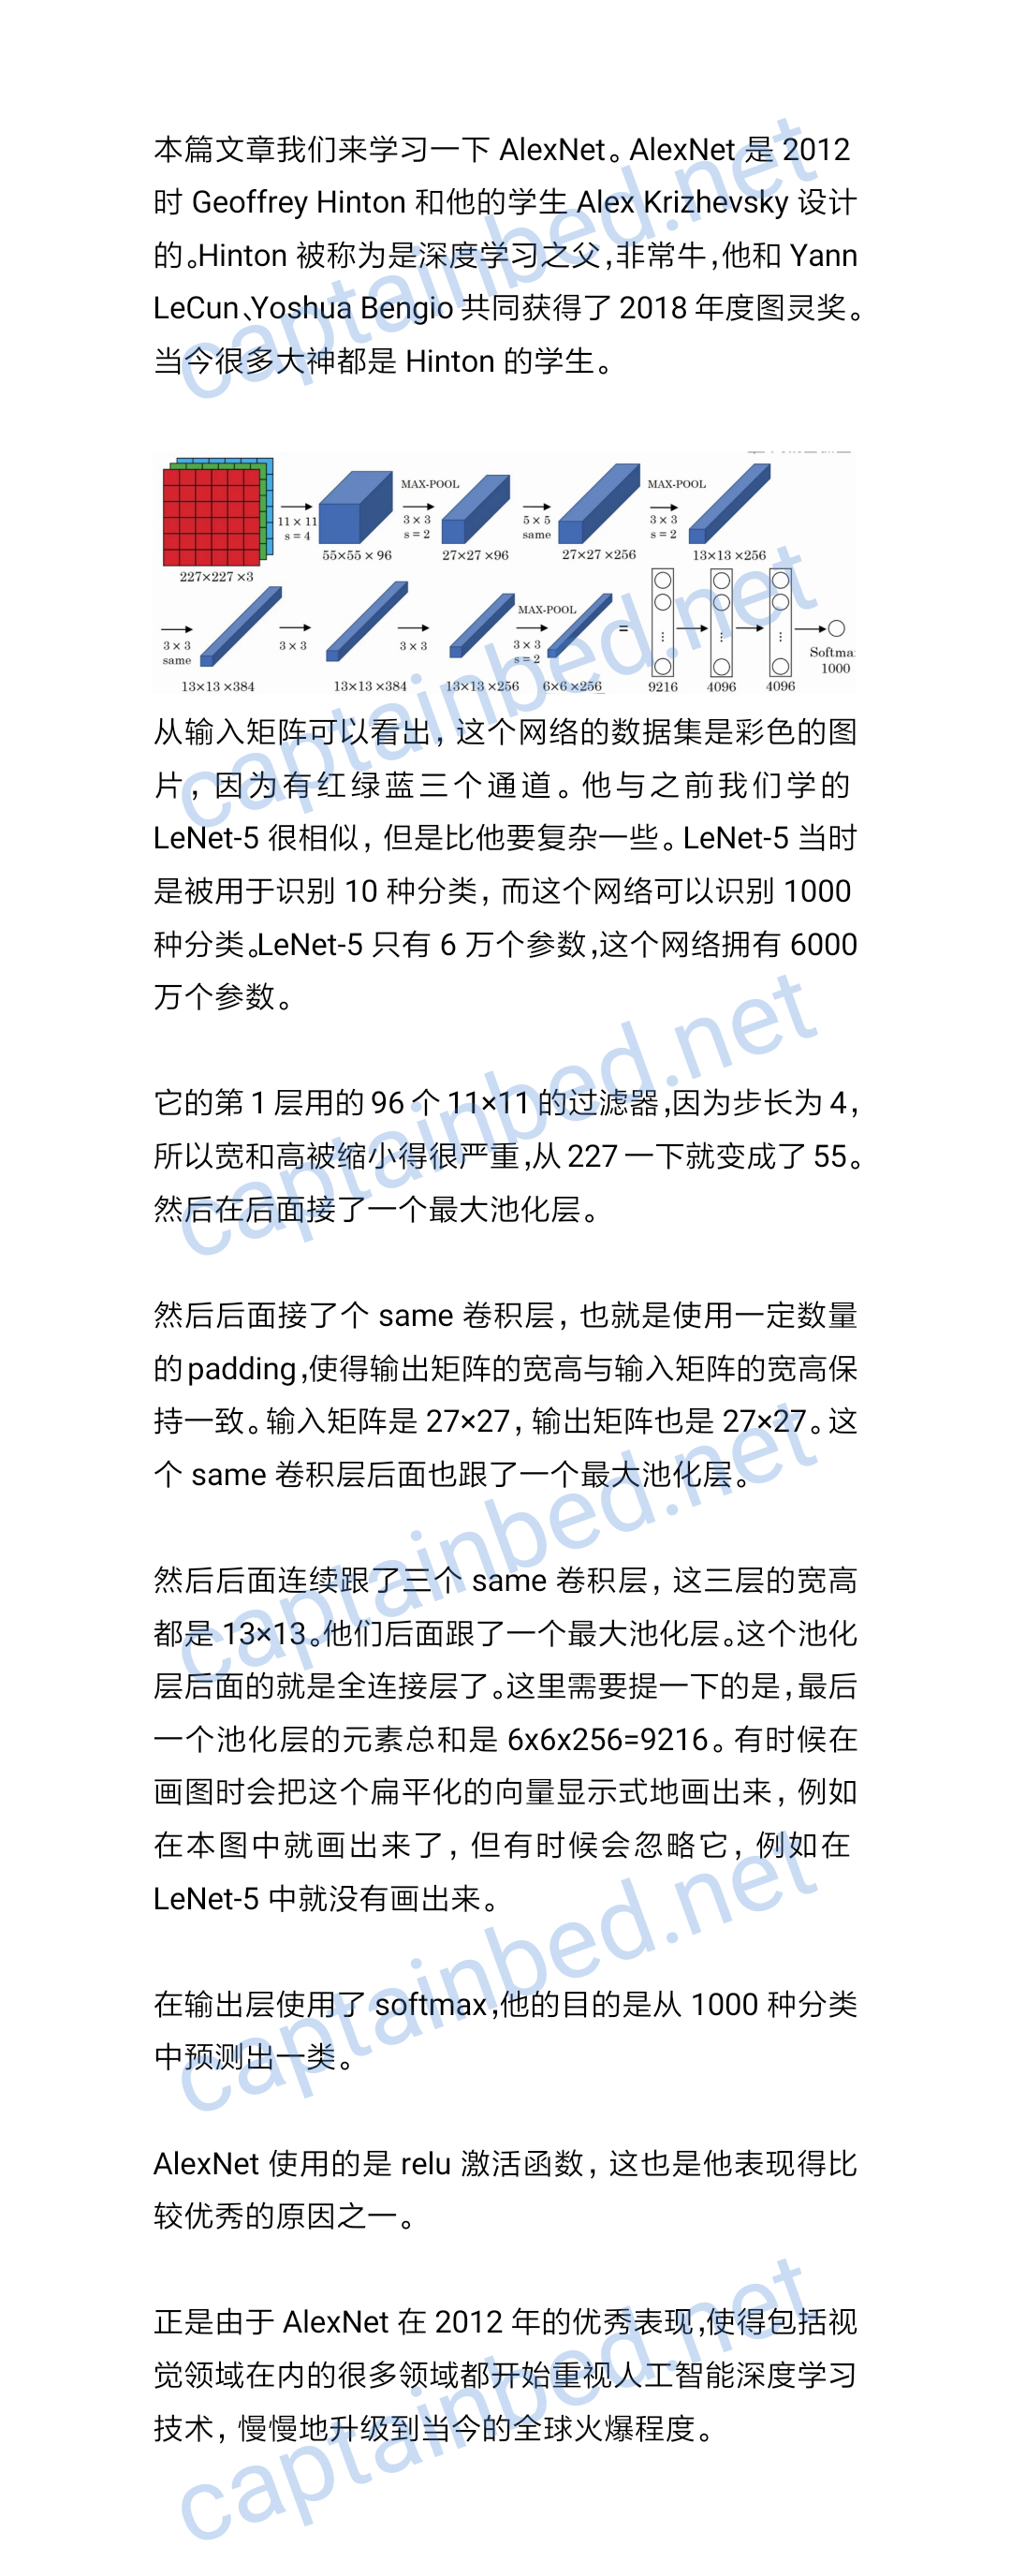 本篇文章我们来学习一下 AlexNet。AlexNet 是 2012
时 Geoffrey Hinton 和他的学生 Alex Krizhevsky 设计
的。Hinton 被称为是深度学习之父,非常牛,他和 Yann
LeCun、Yoshua Bengio 共同获得了 2018 年度图灵奖。
当今很多大神都是 Hinton 的学生。
captainbed.net
MAX-POOL MAX-POOL
11 × 11 3 × 3 5 × 5 3 × 3
s = 4 s = 2 same s = 2
55×55 × 96 27×27 ×96 27×27 ×256 13×13 ×256
227×227 ×3
MAX-POOL
3 × 3 3 × 3 3 × 3 3 × 3 =
same s = 2
Softma
1000
13×13 ×384 13×13 ×384 13×13 ×256 6×6 ×256 9216 4096 4096
captainbed.net
从输入矩阵可以看出, 这个网络的数据集是彩色的图
片, 因为有红绿蓝三个通道。他与之前我们学的
LeNet-5 很相似, 但是比他要复杂一些。LeNet-5 当时
是被用于识别 10 种分类, 而这个网络可以识别 1000
种分类。LeNet-5 只有 6 万个参数,这个网络拥有 6000
万个参数。
captainbed.net
它的第 1 层用的 96 个 11×11 的过滤器,因为步长为 4,
所以宽和高被缩小得很严重,从 227 一下就变成了 55。
然后在后面接了一个最大池化层。
然后后面接了个 same 卷积层, 也就是使用一定数量
的 padding,使得输出矩阵的宽高与输入矩阵的宽高保
持一致。输入矩阵是 27×27, 输出矩阵也是 27×27。这
个 same 卷积层后面也跟了一个最大池化层。
captainbed.net
然后后面连续跟了三个 same 卷积层, 这三层的宽高
都是 13×13。他们后面跟了一个最大池化层。这个池化
层后面的就是全连接层了。这里需要提一下的是,最后
一个池化层的元素总和是 6x6x256=9216。有时候在
画图时会把这个扁平化的向量显示式地画出来, 例如
在本图中就画出来了, 但有时候会忽略它, 例如在
LeNet-5 中就没有画出来。
captainbed.net
在输出层使用了 softmax,他的目的是从 1000 种分类
中预测出一类。
AlexNet 使用的是 relu 激活函数, 这也是他表现得比
较优秀的原因之一。
正是由于 AlexNet 在 2012 年的优秀表现,使得包括视
觉领域在内的很多领域都开始重视人工智能深度学习
技术, 慢慢地升级到当今的全球火爆程度。
captainbed.net